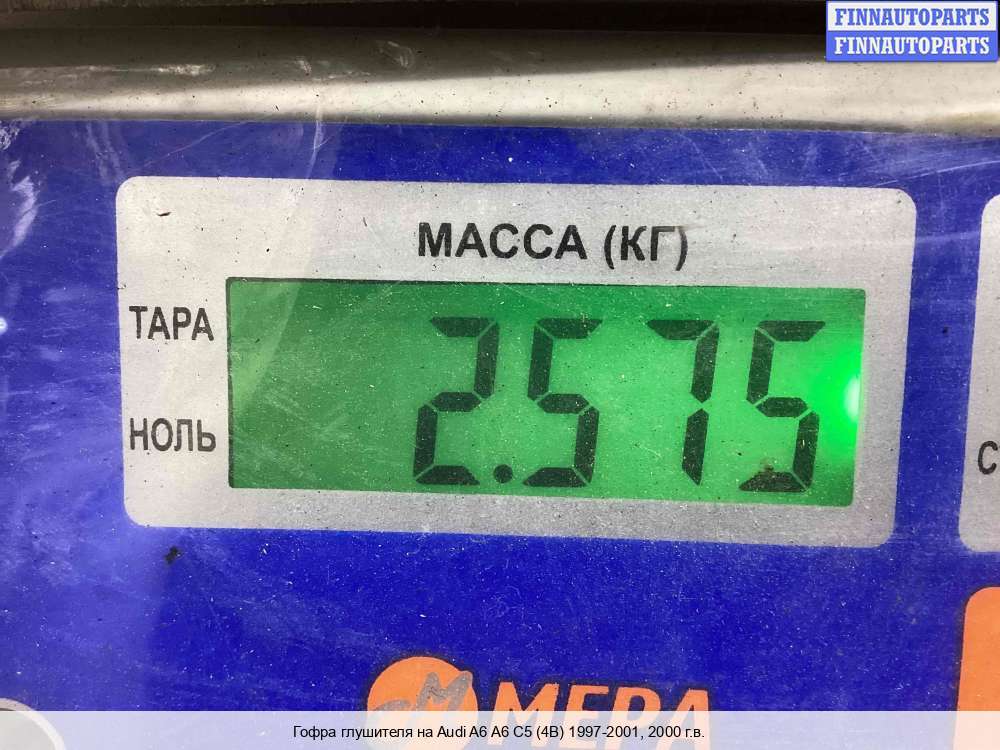 FINNAUTOPARTS
FINNAUTOPARTS
МАССА (КГ)
ТАРА
2.575
НОЛЬ
С
МЕРА
Гофра глушителя на Audi A6 A6 C5 (4B) 1997-2001, 2000 г.в.